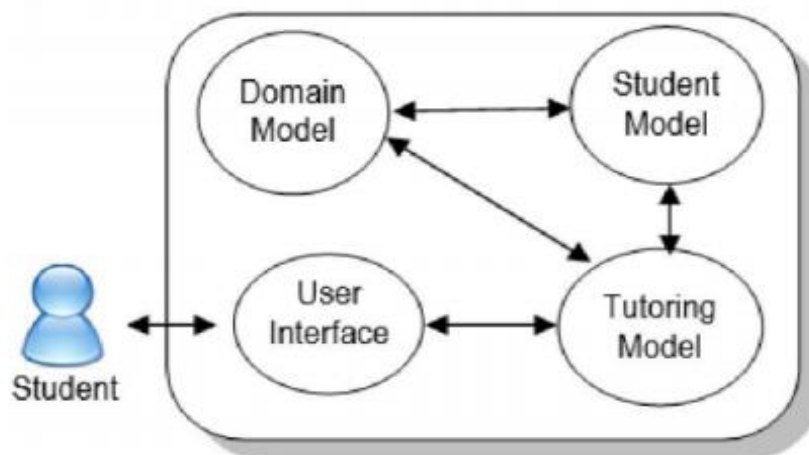 Domain
Model
Student
Model
User
Interface
Tutoring
Model
Student